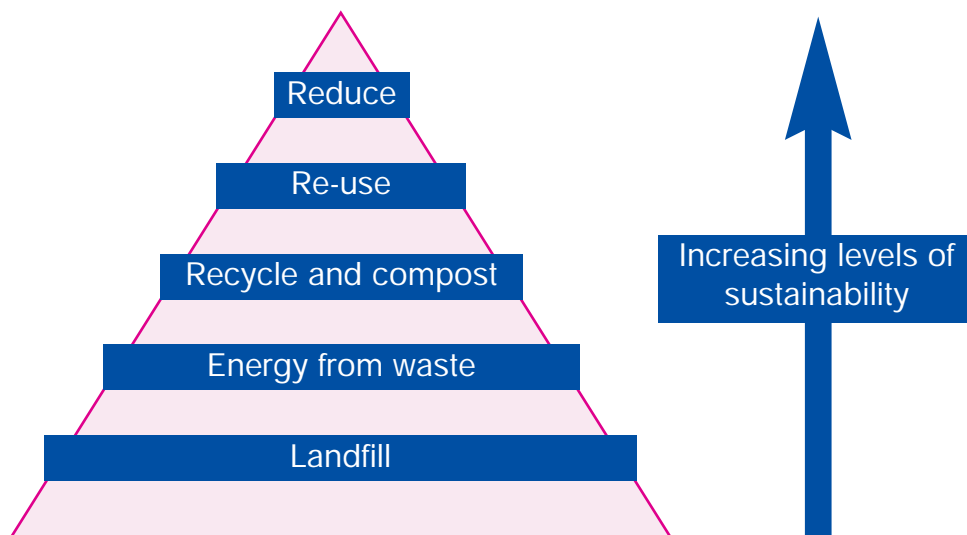 Reduce
Re-use
Recycle and compost
Energy from waste
Landfill
Increasing levels of
sustainability